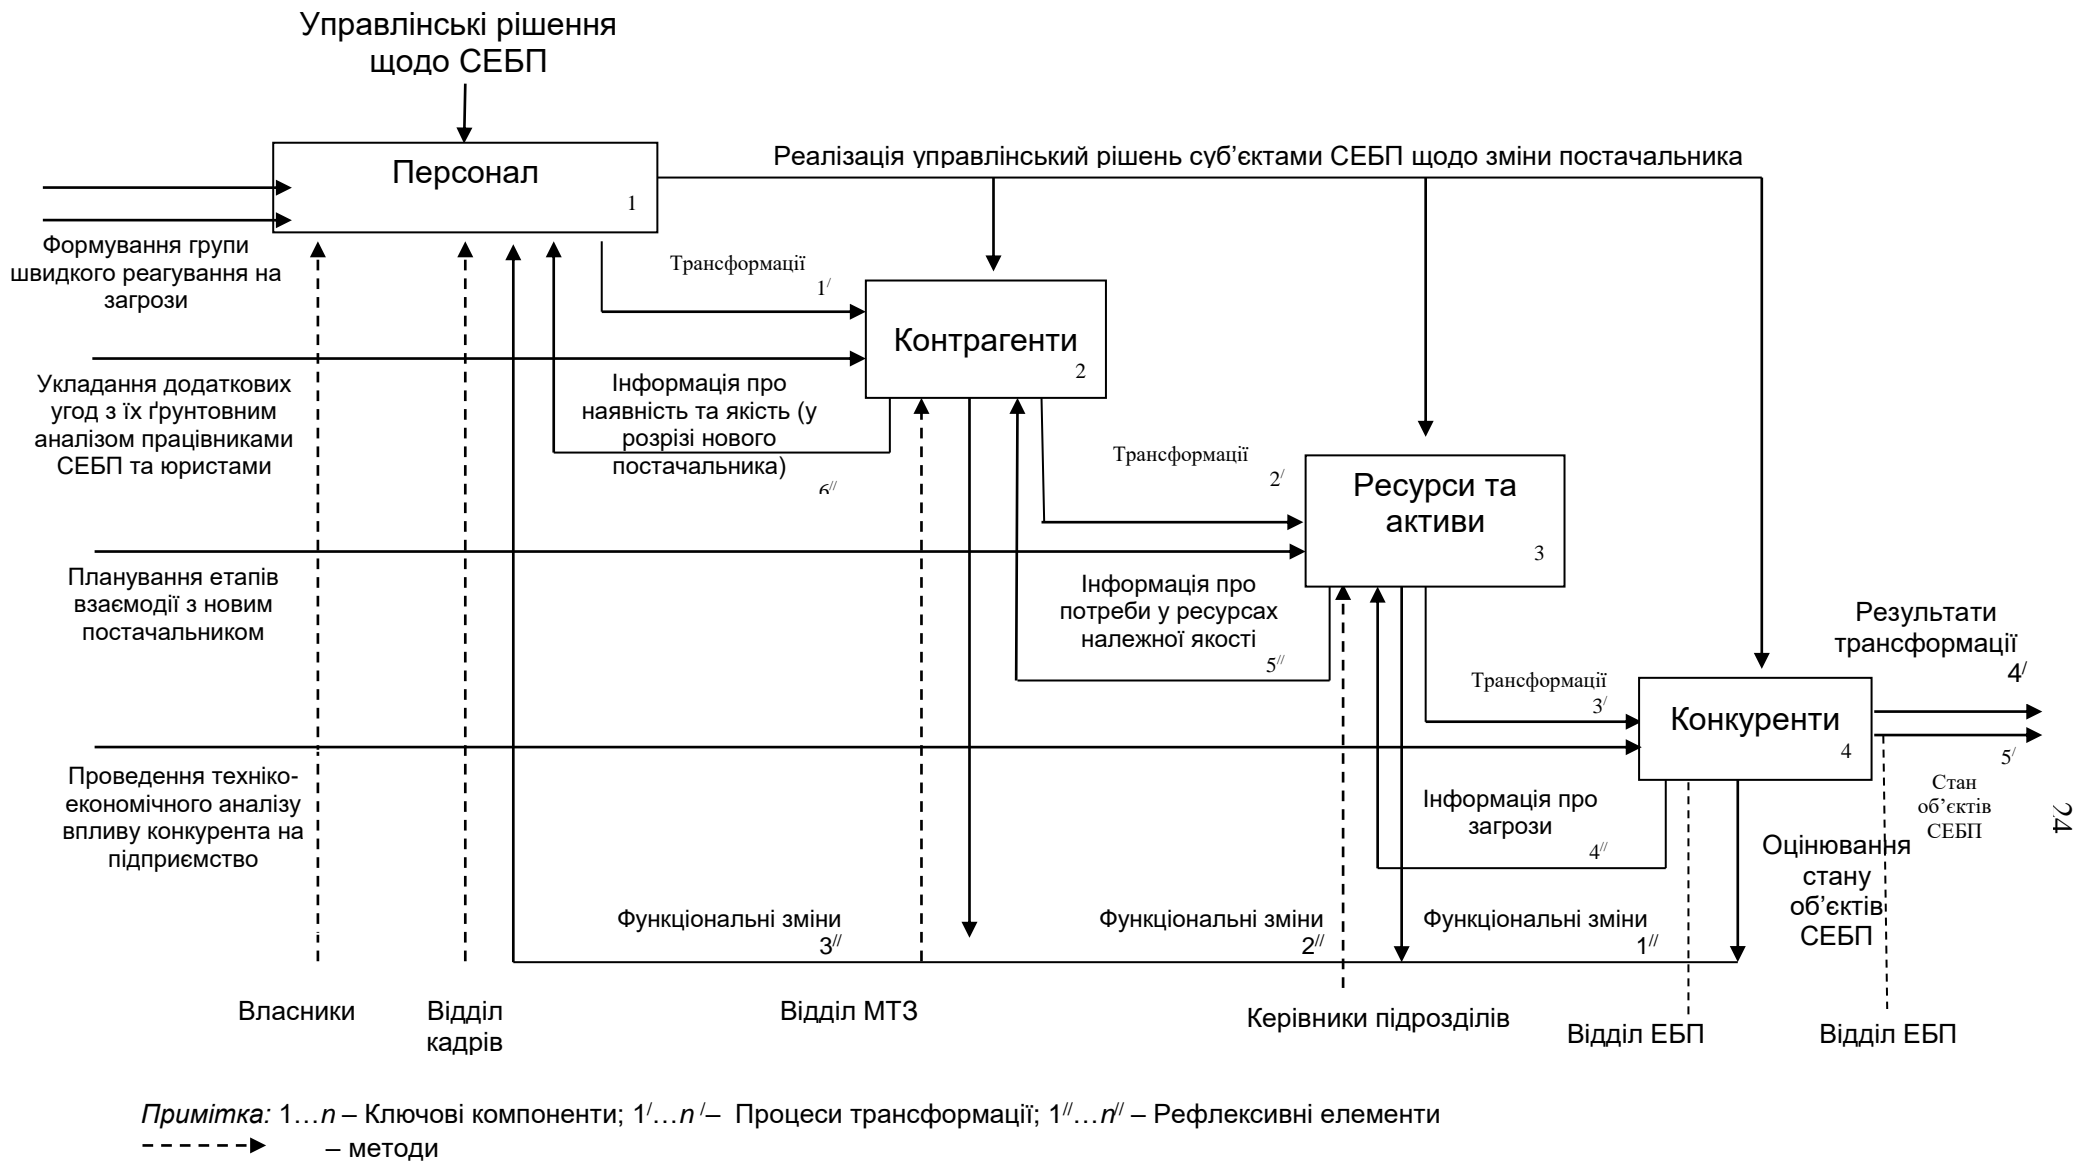 Управлінські рішення
щодо СЕБП
Персонал
1
Реалізація управлінський рішень суб’єктами СЕБП щодо зміни постачальника
Формування групи
швидкого реагування на
загрози
Трансформації
1/
Контрагенти
2
Укладання додаткових
угод з їх ґрунтовним
аналізом працівниками
СЕБП та юристами
Інформація про
наявність та якість (у
розрізі нового
постачальника)
6//
Трансформації
2/
Ресурси та
активи
3
Планування етапів
взаємодії з новим
постачальником
Інформація про
потреби у ресурсах
належної якості
5//
Трансформації
3/
Конкуренти
4
Результати
трансформації
4/
5/
Стан
об’єктів
СЕБП
24
Проведення техніко-
економічного аналізу
впливу конкурента на
підприємство
Інформація про
загрози
4//
Оцінювання
стану
об’єктів
СЕБП
Функціональні зміни
3//
Функціональні зміни
2//
Функціональні зміни
1//
Власники
Відділ
кадрів
Відділ МТЗ
Керівники підрозділів
Відділ ЕБП
Відділ ЕБП
Примітка: 1…n – Ключові компоненти; 1/…n /– Процеси трансформації; 1//…n// – Рефлексивні елементи
– методи